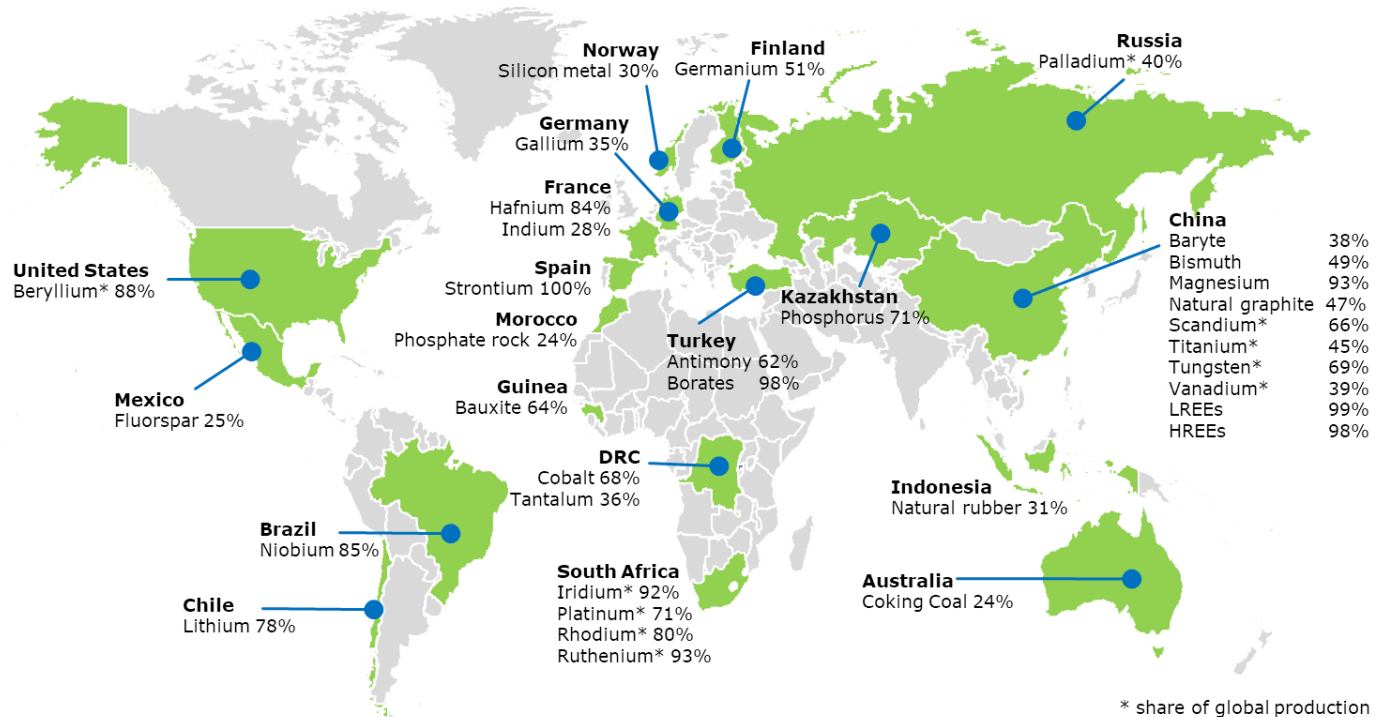 Norway
Silicon metal 30%
Finland
Germanium 51%
Russia
Palladium* 40%
Germany
Gallium 35%
France
Hafnium 84%
Indium 28%
China
Baryte 38%
Bismuth 49%
Magnesium 93%
Natural graphite 47%
Scandium* 66%
Titanium* 45%
Tungsten* 69%
Vanadium* 39%
LREEs 99%
HREEs 98%
United States
Beryllium* 88%
Spain
Strontium 100%
Kazakhstan
Phosphorus 71%
Morocco
Phosphate rock 24%
Turkey
Antimony 62%
Borates 98%
Mexico
Fluorspar 25%
Guinea
Bauxite 64%
DRC
Cobalt 68%
Tantalum 36%
Indonesia
Natural rubber 31%
Brazil
Niobium 85%
South Africa
Iridium* 92%
Platinum* 71%
Rhodium* 80%
Ruthenium* 93%
Australia
Coking Coal 24%
Chile
Lithium 78%
* share of global production